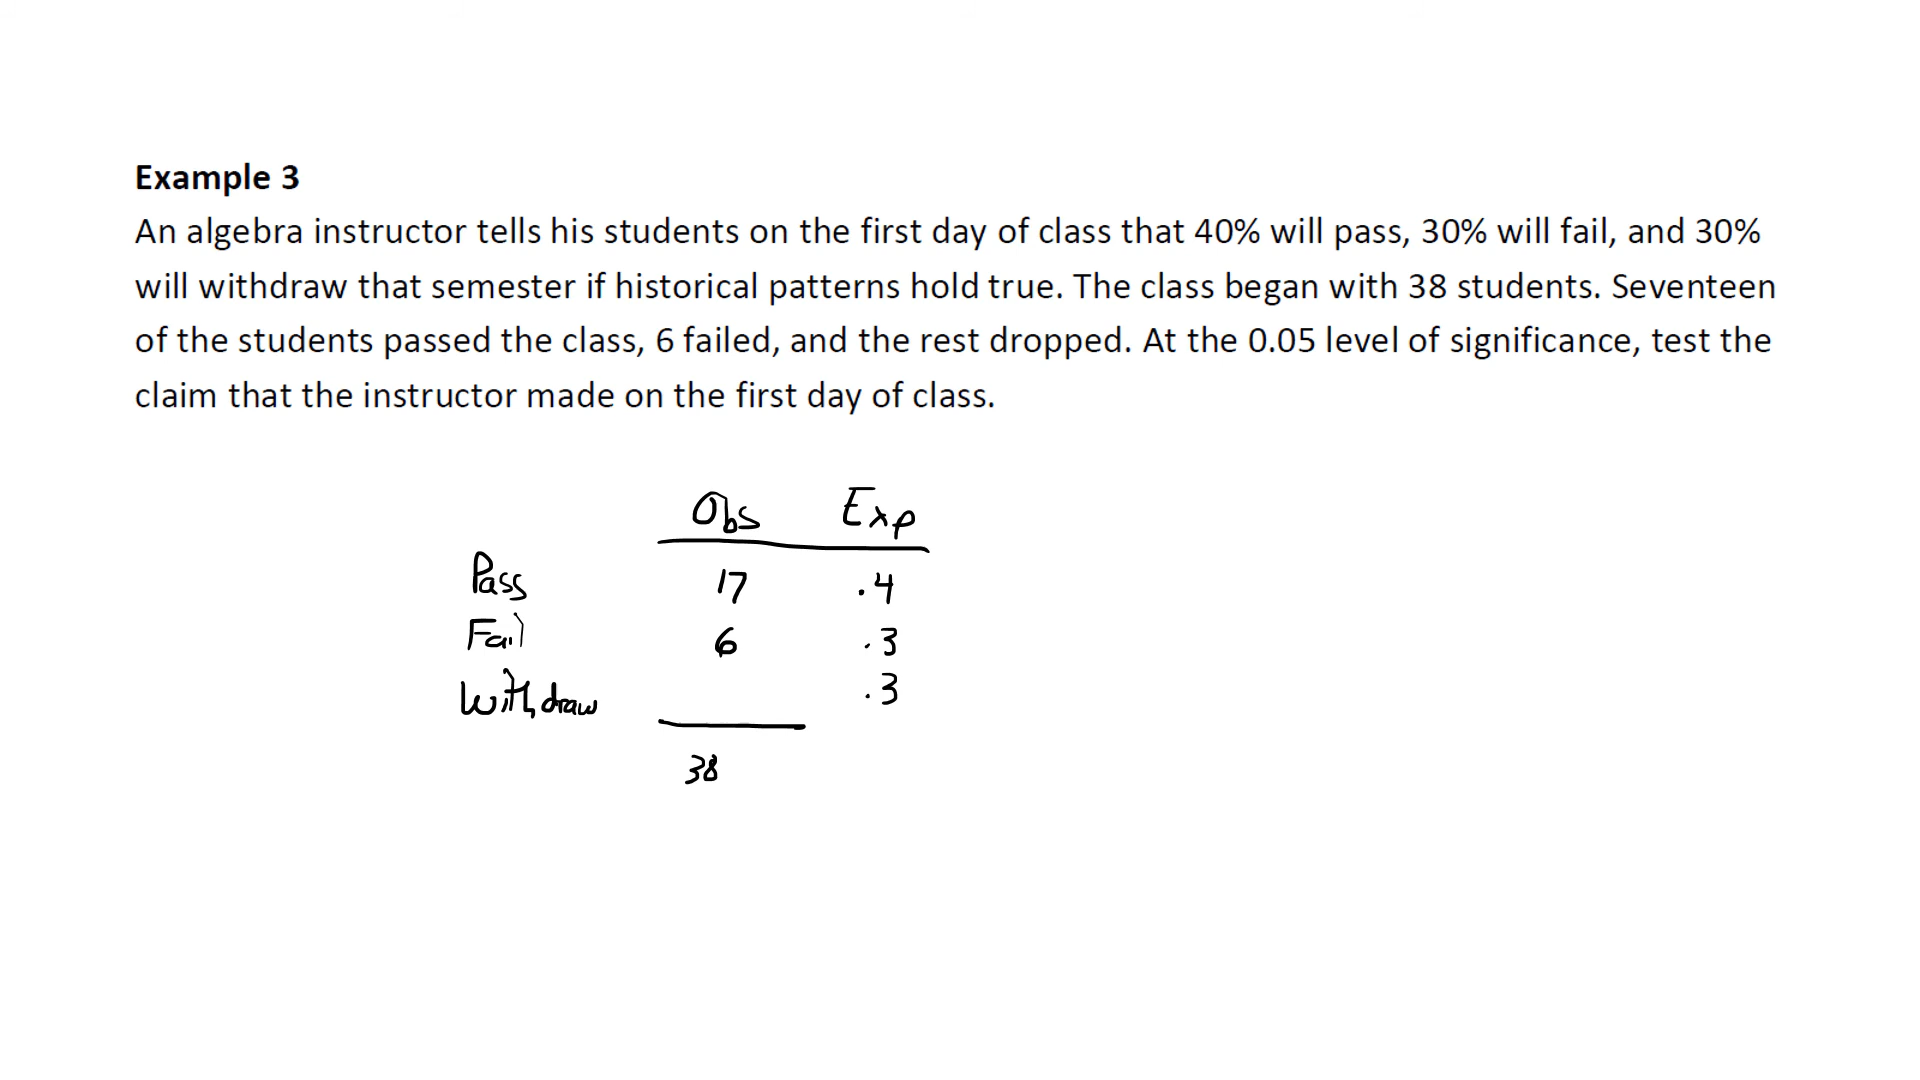 Example 3
An algebra instructor tells his students on the first day of class that 40% will pass, 30% will fail, and 30%
will withdraw that semester if historical patterns hold true. The class began with 38 students. Seventeen
of the students passed the class, 6 failed, and the rest dropped. At the 0.05 level of significance, test the
claim that the instructor made on the first day of class.
Obs Exp
Pass 17 .4
Fail 6 .3
Withdraw .3
38